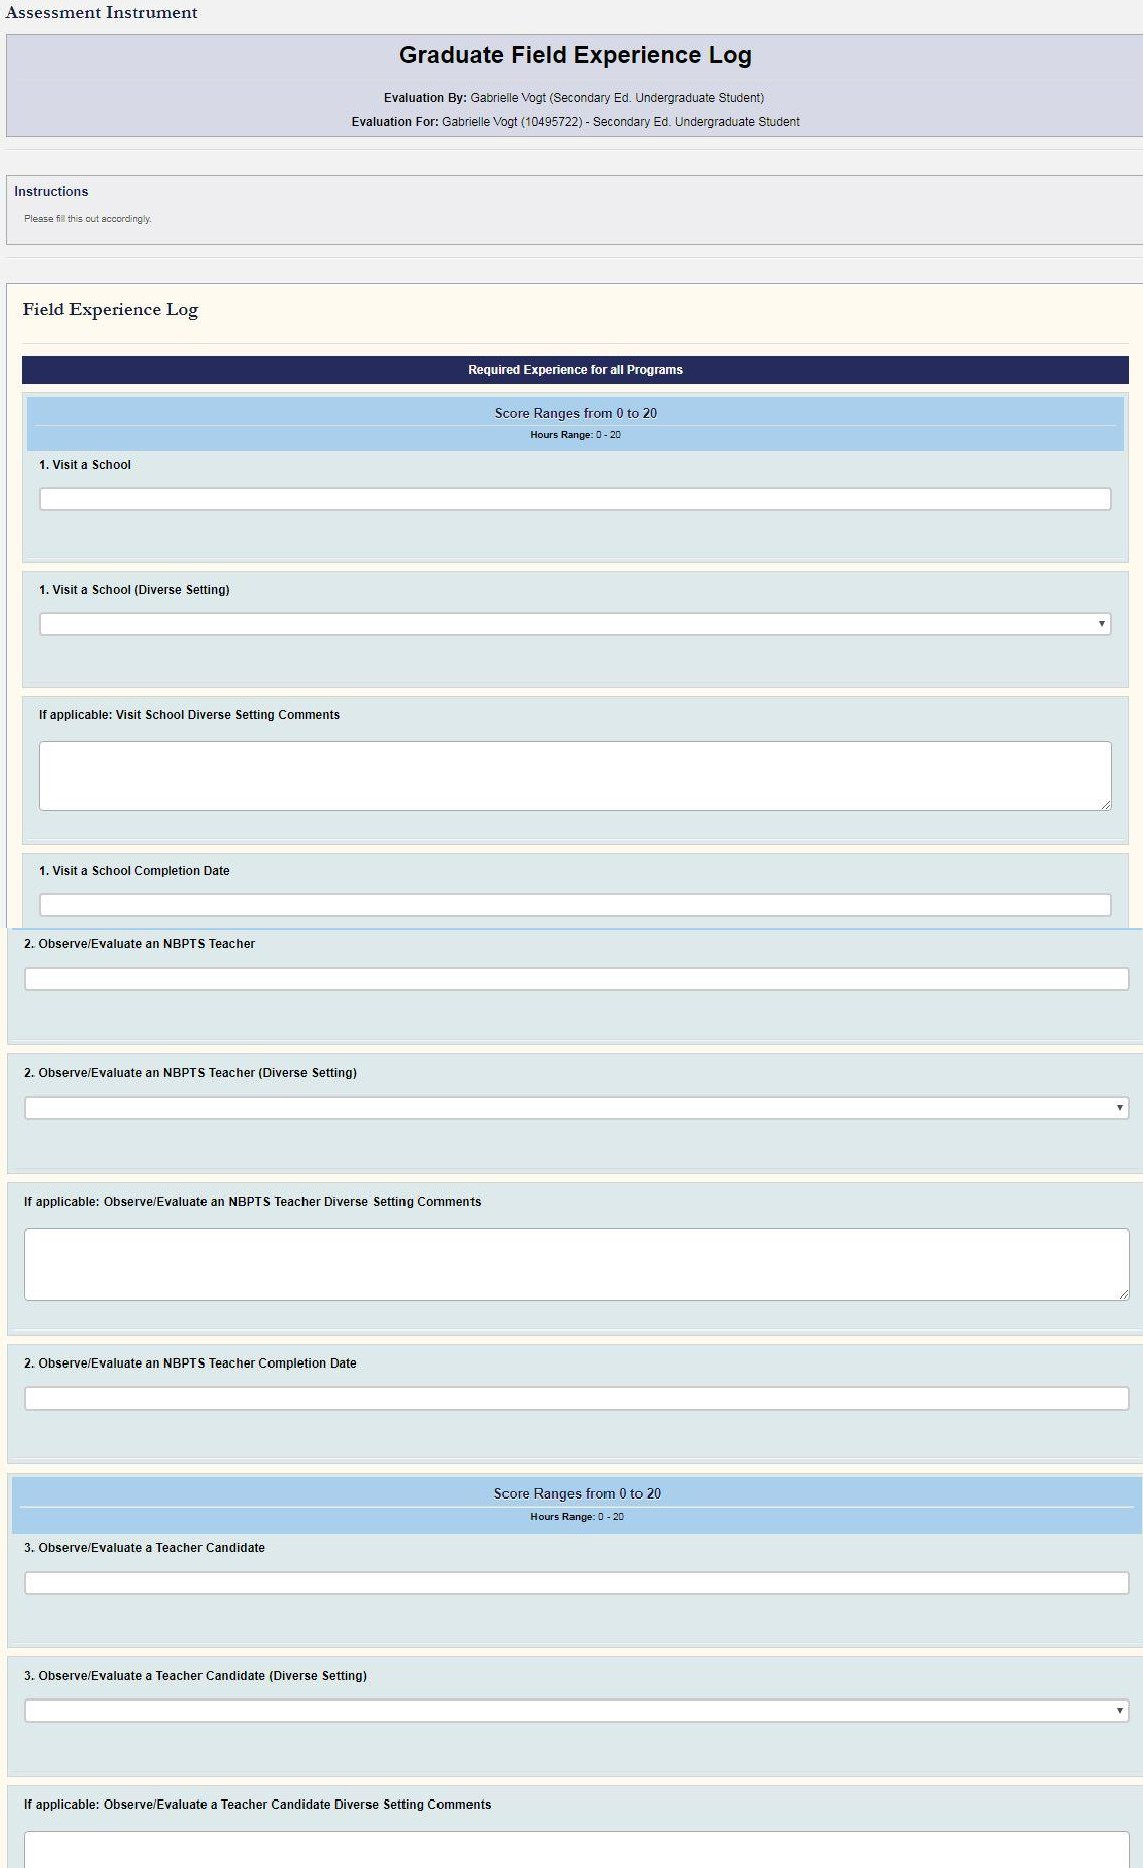 Assessment Instrument
Graduate Field Experience Log
Evaluation By: Gabrielle Vogt (Secondary Ed. Undergraduate Student)
Evaluation For: Gabrielle Vogt (10495722) - Secondary Ed. Undergraduate Student
Instructions
Please fill this out accordingly.
Field Experience Log
Required Experience for all Programs
Score Ranges from 0 to 20
Hours Range: 0 - 20
1. Visit a School
1. Visit a School (Diverse Setting)
If applicable: Visit School Diverse Setting Comments
1. Visit a School Completion Date
2. Observe/Evaluate an NBPTS Teacher
2. Observe/Evaluate an NBPTS Teacher (Diverse Setting)
If applicable: Observe/Evaluate an NBPTS Teacher Diverse Setting Comments
2. Observe/Evaluate an NBPTS Teacher Completion Date
Score Ranges from 0 to 20
Hours Range: 0 - 20
3. Observe/Evaluate a Teacher Candidate
3. Observe/Evaluate a Teacher Candidate (Diverse Setting)
If applicable: Observe/Evaluate a Teacher Candidate Diverse Setting Comments